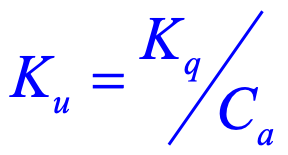 K_u = K_q / C_a